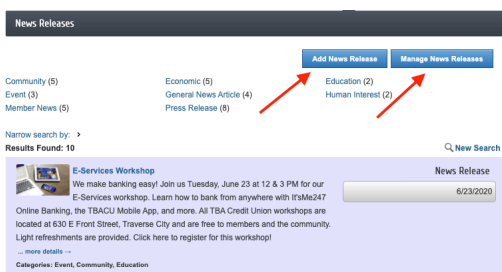 News Releases
Add News Release
Manage News Releases
Community (5)
Economic (5)
Education (2)
Event (3)
General News Article (4)
Human Interest (2)
Member News (5)
Press Release (8)
Narrow search by: >
Results Found: 10
New Search
E-Services Workshop
News Release
We make banking easy! Join us Tuesday, June 23 at 12 & 3 PM for our
6/23/2020
E-Services workshop. Learn how to bank from anywhere with It'sMe247
Online Banking, the TBACU Mobile App, and more. All TBA Credit Union workshops are
located at 630 E Front Street, Traverse City and are free to members and the community.
Light refreshments are provided. Click here to register for this workshop!
... more details →
Categories: Event, Community, Education